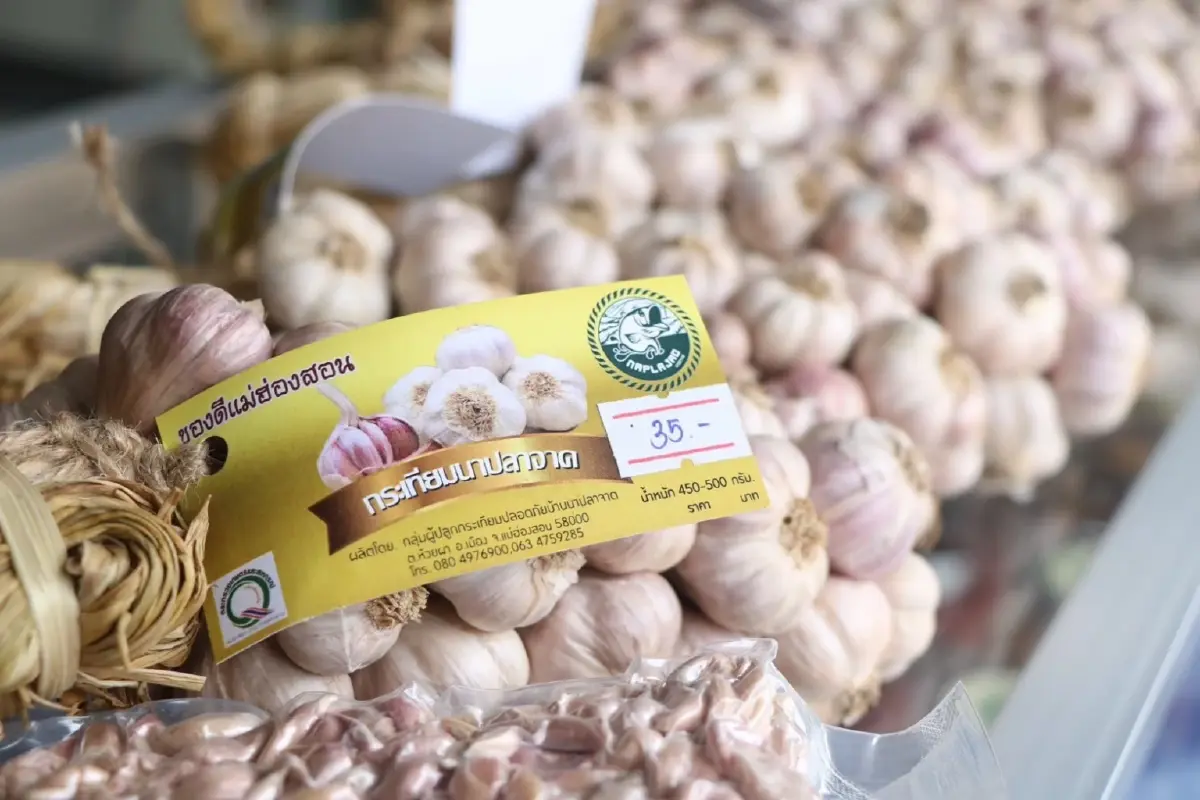 ของดีแม่ฮ่องสอน
NAPLAJAD
35.-
กระเทียมนาปลาจาด
น้ำหนัก 450-500 กรัม.
ราคา บาท
ผลิตโดย. กลุ่มผู้ปลูกกระเทียมปลอดภัยบ้านนาปลาจาด
ต.ห้วยผา อ.เมือง จ.แม่ฮ่องสอน 58000
โทร. 080 4976900,063 4759285
Q